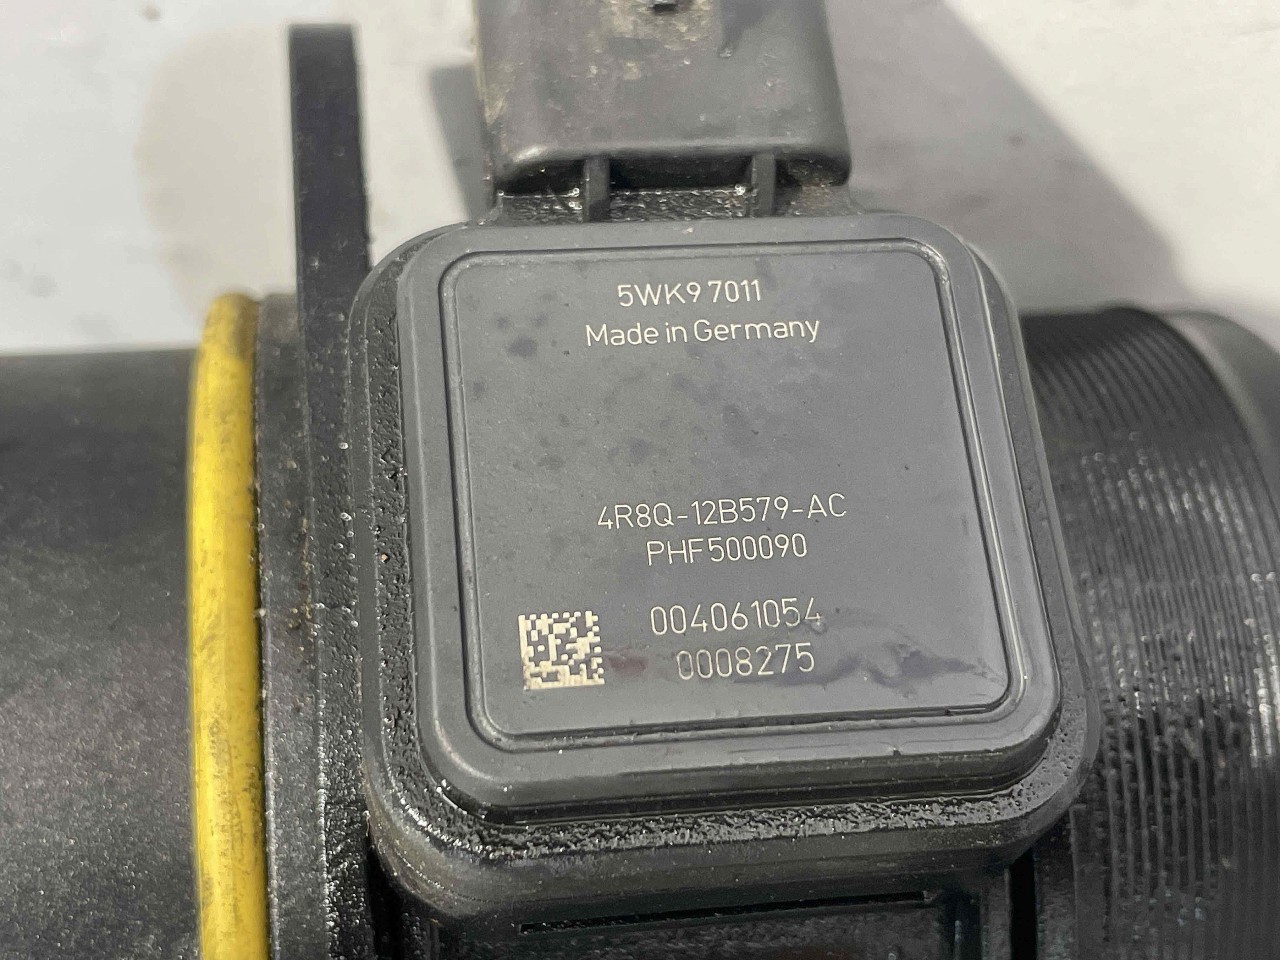 5WK9 7011
Made in Germany
4R8Q-12B579-AC
PHF500090
004061054
0008275